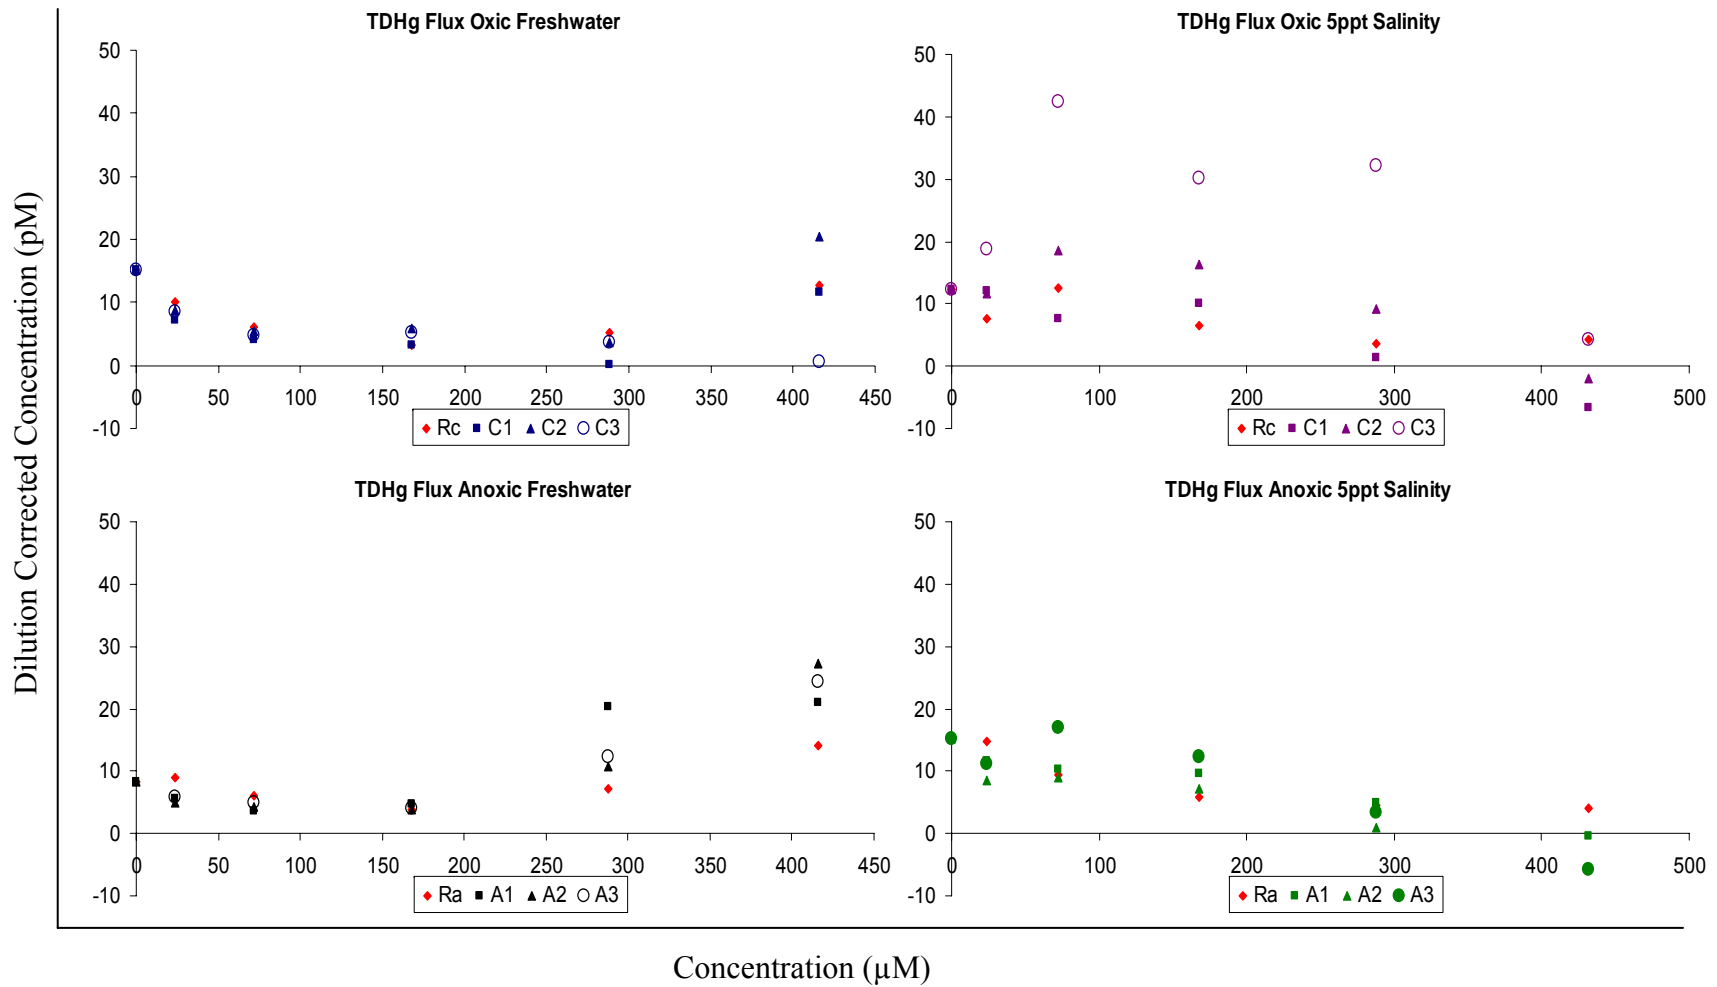 TDHg Flux Oxic Freshwater
50
40
30
20
10
0
-10
0 50 100 150 200 250 300 350 400 450
Rc C1 C2 C3
TDHg Flux Oxic 5ppt Salinity
50
40
30
20
10
0
-10
0 100 200 300 400 500
Rc C1 C2 C3
Dilution Corrected Concentration (pM)
TDHg Flux Anoxic Freshwater
50
40
30
20
10
0
-10
0 50 100 150 200 250 300 350 400 450
Ra A1 A2 A3
TDHg Flux Anoxic 5ppt Salinity
50
40
30
20
10
0
-10
0 100 200 300 400 500
Ra A1 A2 A3
Concentration (µM)